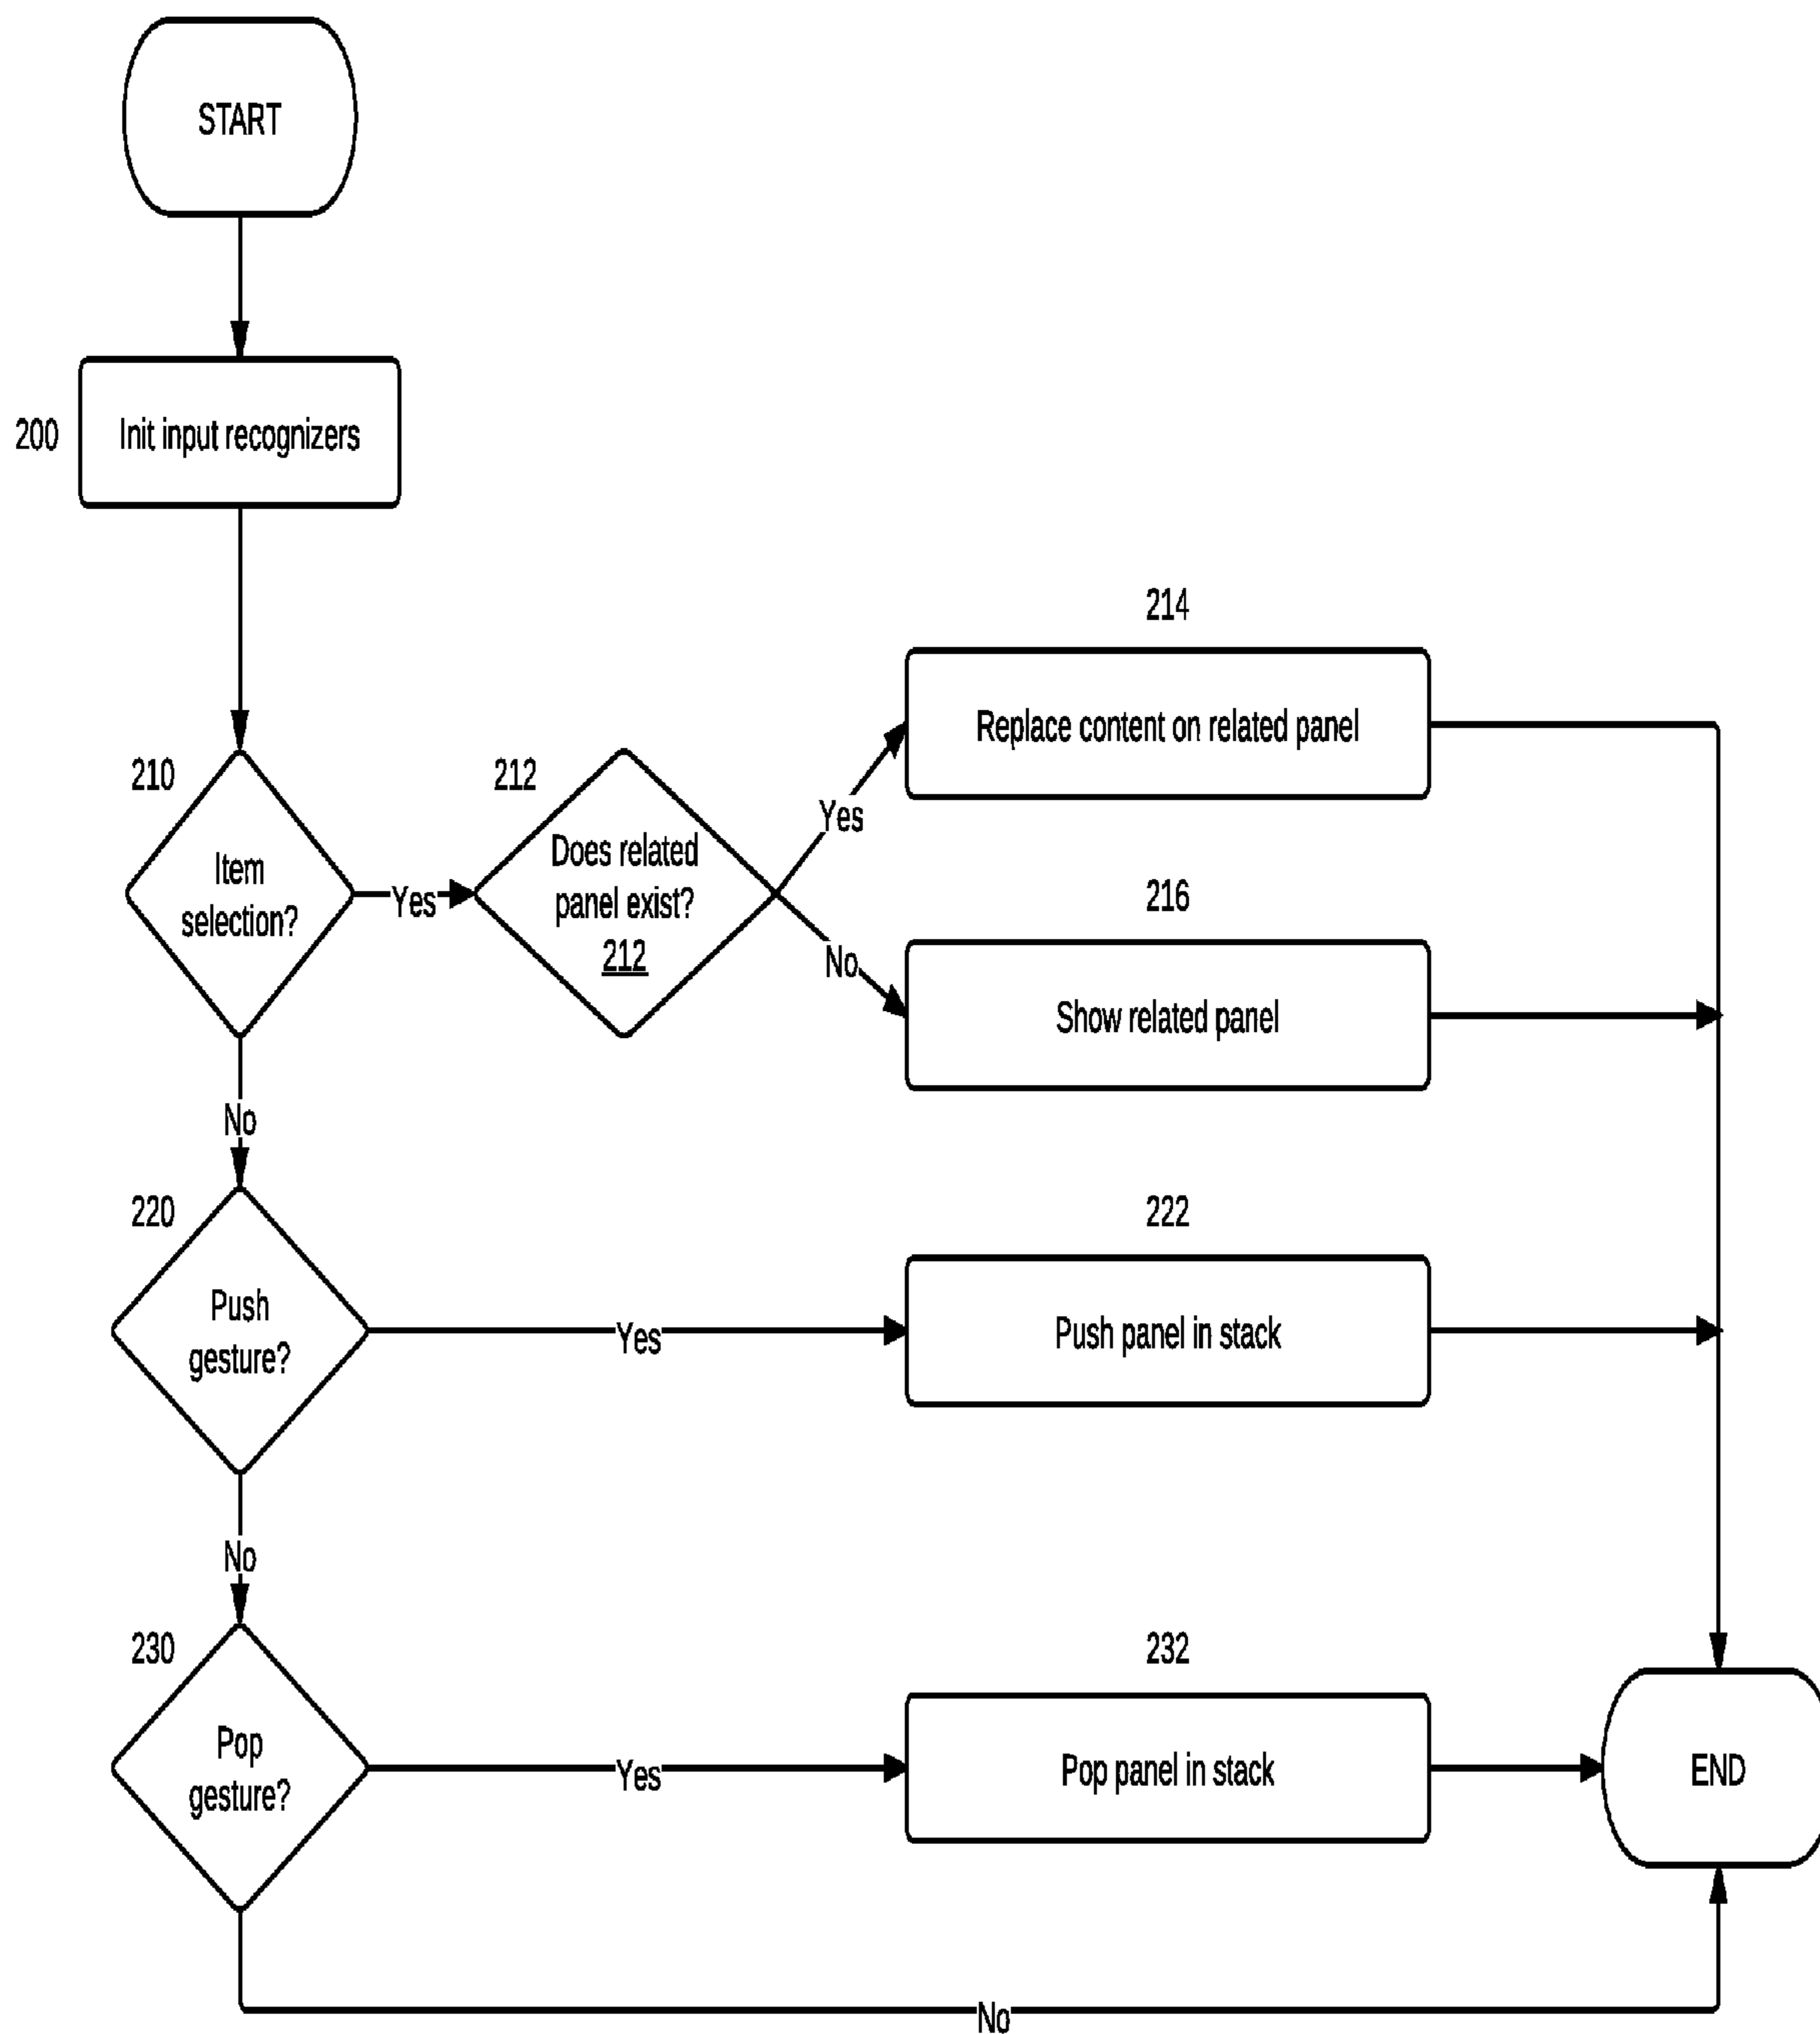 START
200
Init input recognizers
214
Replace content on related panel
210
Item
selection?
Yes
212
Does related
panel exist?
212
Yes
No
216
Show related panel
No
220
Push
gesture?
Yes
222
Push panel in stack
No
230
Pop
gesture?
Yes
232
Pop panel in stack
END
No